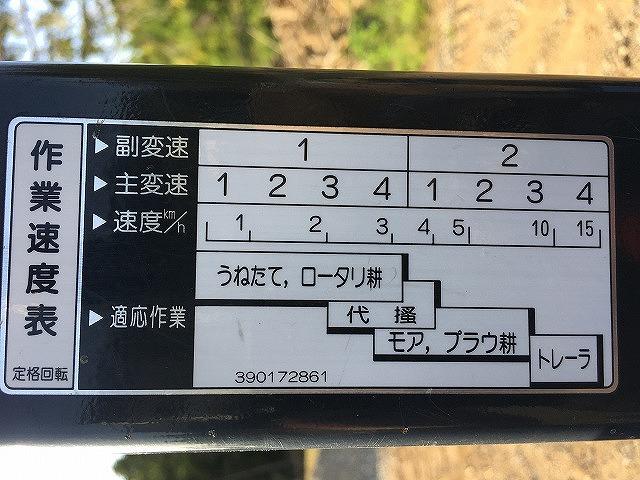 作業速度表
定格回転
▶副変速 1 2
▶主変速 1 2 3 4 1 2 3 4
▶速度km/h 1 2 3 4 5 10 15
▶適応作業
うねたて，ロータリ耕
代 掻
モア，プラウ耕
トレーラ
390172861